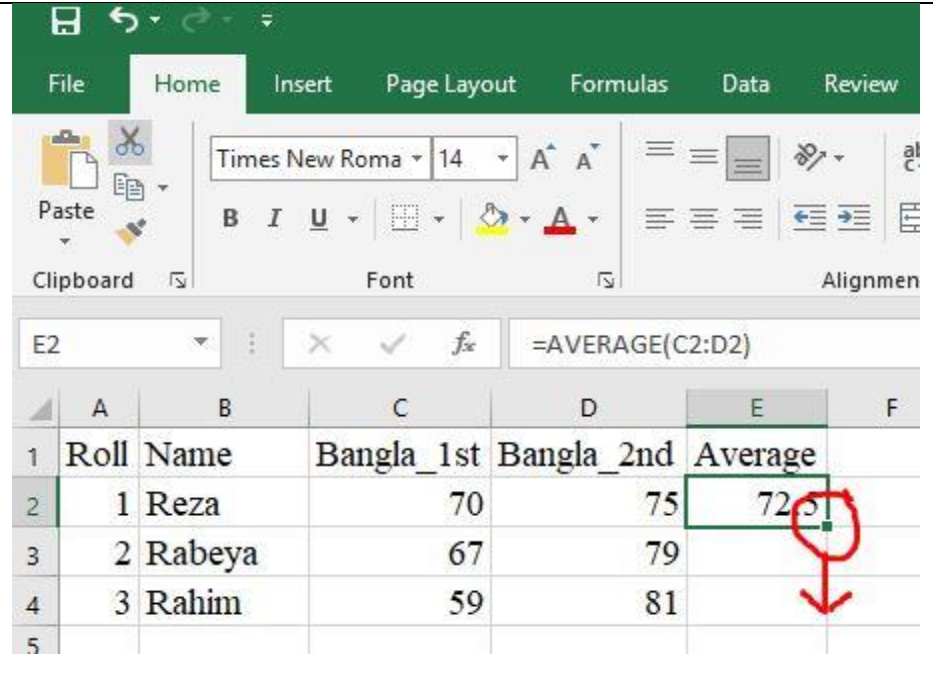 File Home Insert Page Layout Formulas Data Review
Times New Roma 14 A A ab
Paste B I U A
Clipboard Font Alignmen
E2 fx =AVERAGE(C2:D2)
A B C D E F
1 Roll Name Bangla_1st Bangla_2nd Average
2 1 Reza 70 75 72.5
3 2 Rabeya 67 79
4 3 Rahim 59 81
5